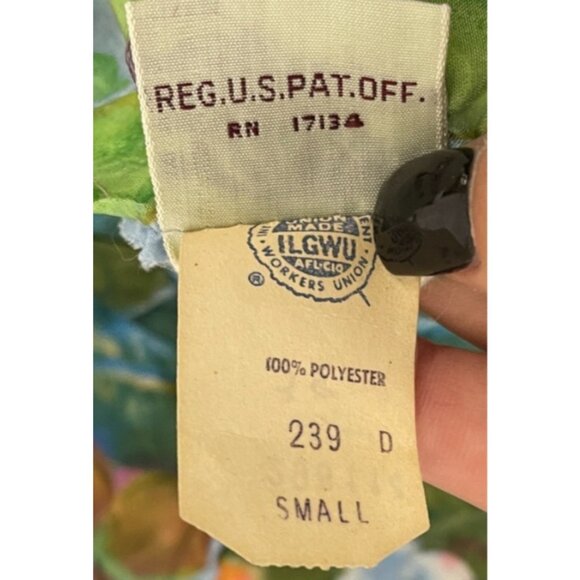 REG.U.S.PAT.OFF.
RN 17134
UNION MADE
ILGWU
AFL-CIO
WORKERS UNION
®
100% POLYESTER
239 D
SMALL